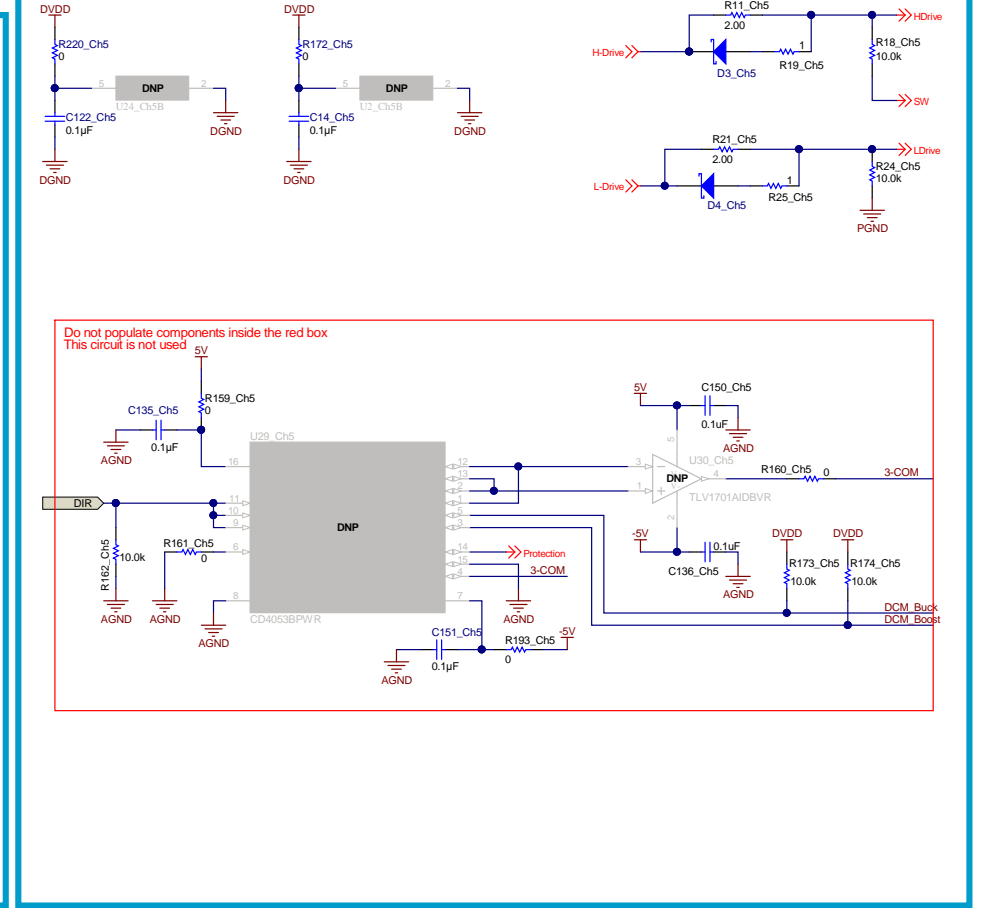 DVDD
R220_Ch5
0
5
DNP
2
U24_Ch5B
C122_Ch5
0.1µF
DGND
DGND
DVDD
R172_Ch5
0
5
DNP
2
U2_Ch5B
C14_Ch5
0.1µF
DGND
DGND
R11_Ch5
2.00
HDrive
H-Drive
1
D3_Ch5
R19_Ch5
R18_Ch5
10.0k
SW
R21_Ch5
2.00
LDrive
L-Drive
1
D4_Ch5
R25_Ch5
R24_Ch5
10.0k
PGND
Do not populate components inside the red box
This circuit is not used
5V
R159_Ch5
0
C135_Ch5
0.1µF
AGND
U29_Ch5
16
DIR
11
10
9
R162_Ch5
10.0k
R161_Ch5
0
6
8
AGND
AGND
AGND
DNP
CD4053BPWR
12
13
2
1
5
3
14
Protection
15
4
3-COM
7
AGND
C151_Ch5
0.1µF
AGND
R193_Ch5
0
-5V
5V
C150_Ch5
0.1uF
AGND
5
U30_Ch5
3
1
DNP
4
TLV1701AIDBVR
2
R160_Ch5
0
3-COM
-5V
0.1uF
C136_Ch5
AGND
DVDD
DVDD
R173_Ch5
10.0k
R174_Ch5
10.0k
DCM_Buck
DCM_Boost